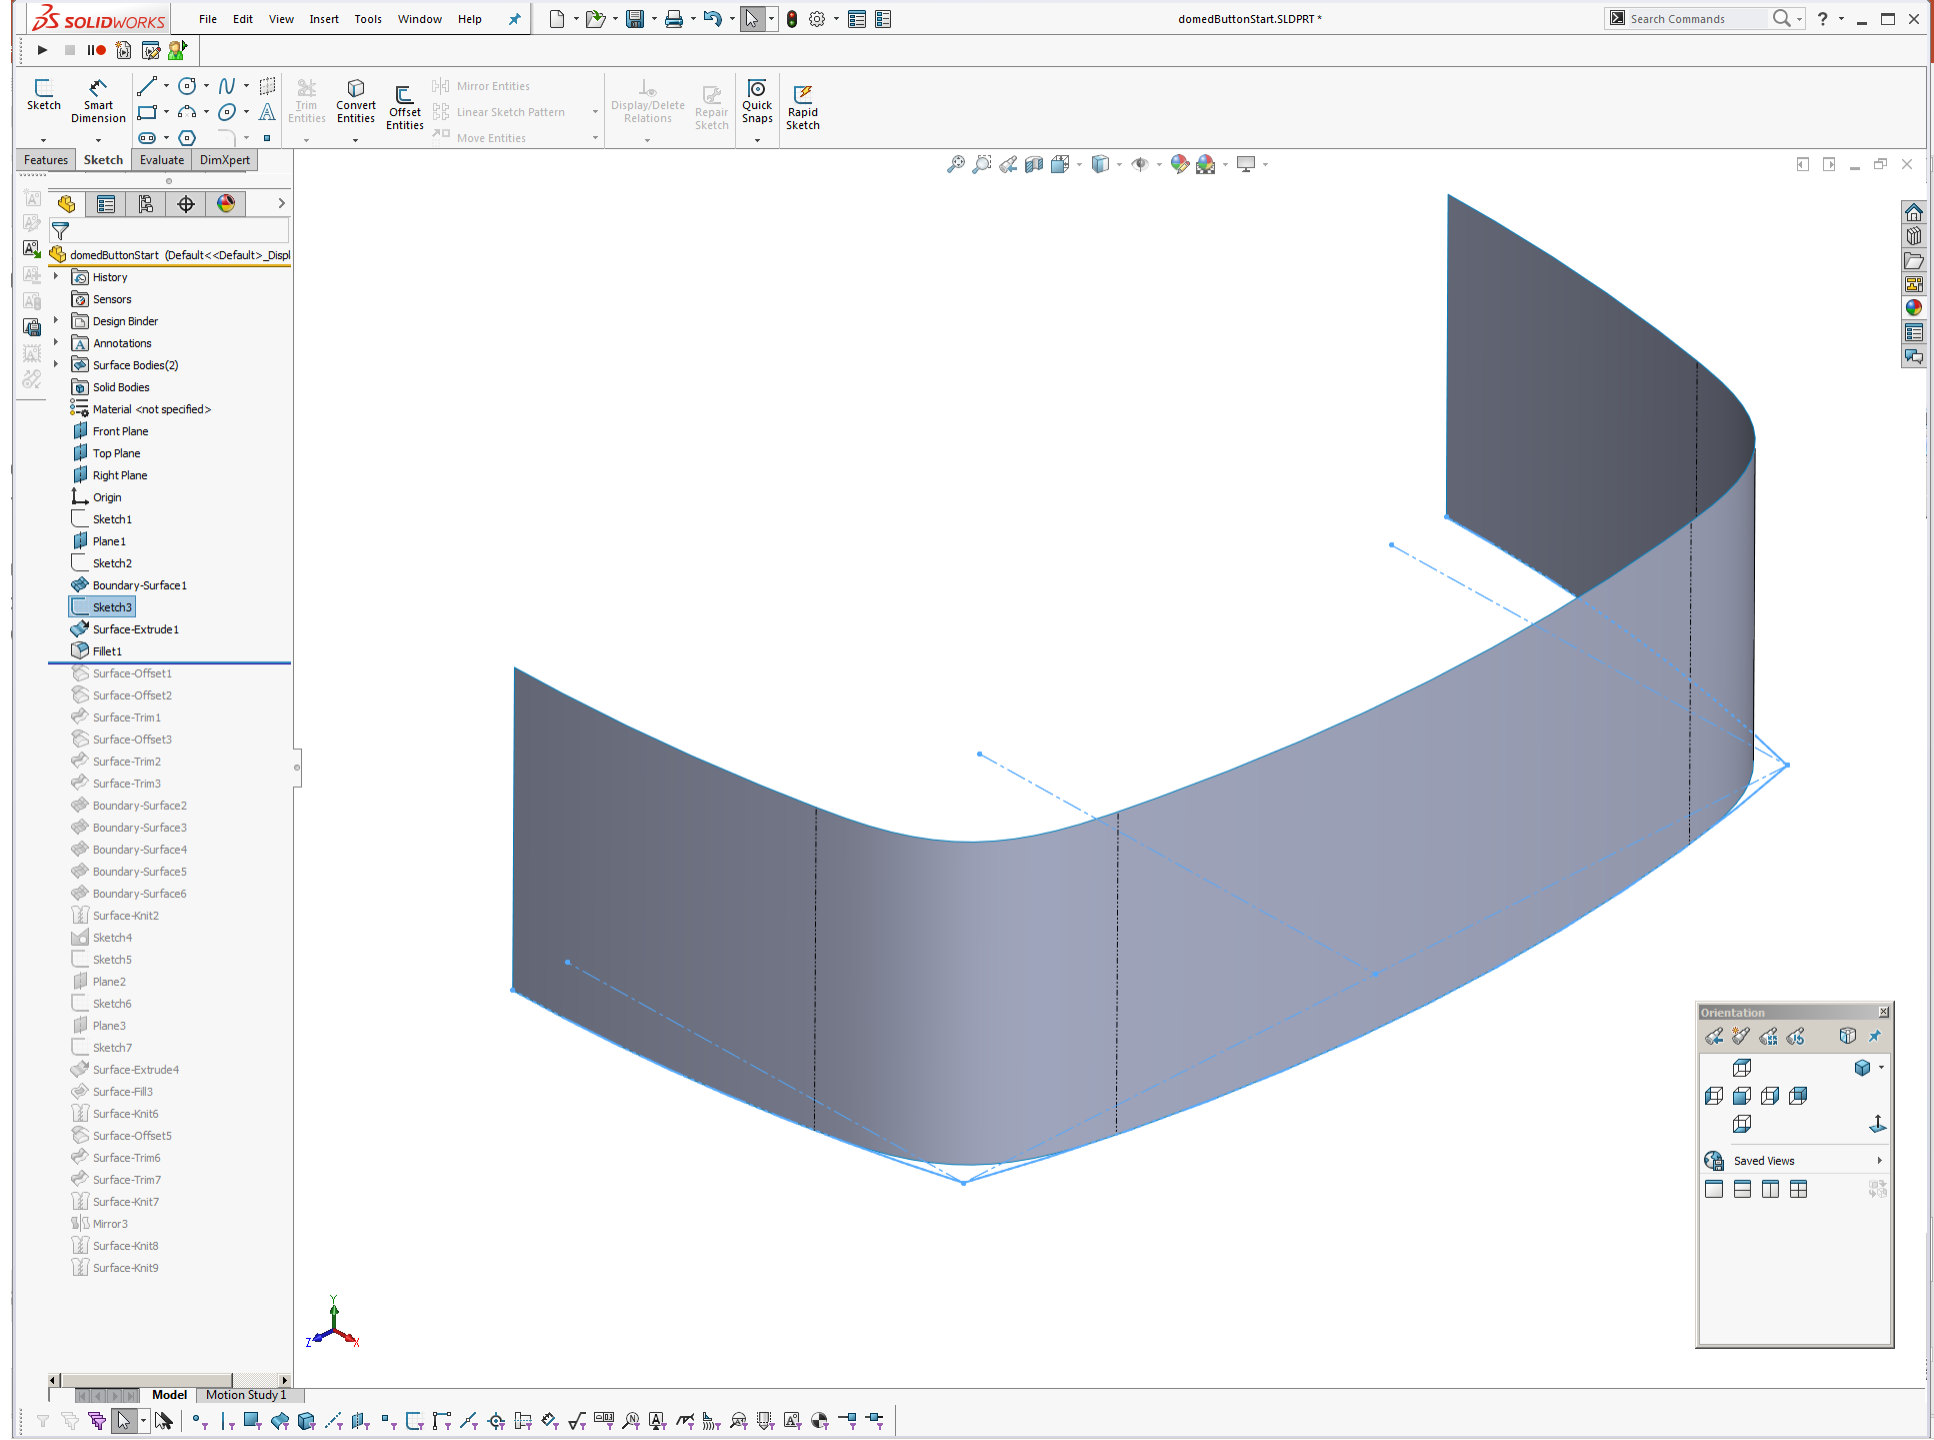 SOLIDWORKS File Edit View Insert Tools Window Help domedButtonStart.SLDPRT * Search Commands ?
Sketch Smart Dimension Trim Entities Convert Entities Offset Entities Mirror Entities Linear Sketch Pattern Move Entities Display/Delete Relations Repair Sketch Quick Snaps Rapid Sketch
Features Sketch Evaluate DimXpert
domedButtonStart (Default<<Default>_Displ
History
Sensors
Design Binder
Annotations
Surface Bodies(2)
Solid Bodies
Material <not specified>
Front Plane
Top Plane
Right Plane
Origin
Sketch1
Plane1
Sketch2
Boundary-Surface1
Sketch3
Surface-Extrude1
Fillet1
Surface-Offset1
Surface-Offset2
Surface-Trim1
Surface-Offset3
Surface-Trim2
Surface-Trim3
Boundary-Surface2
Boundary-Surface3
Boundary-Surface4
Boundary-Surface5
Boundary-Surface6
Surface-Knit2
Sketch4
Sketch5
Plane2
Sketch6
Plane3
Sketch7
Surface-Extrude4
Surface-Fill3
Surface-Knit6
Surface-Offset5
Surface-Trim6
Surface-Trim7
Surface-Knit7
Mirror3
Surface-Knit8
Surface-Knit9
Orientation
Saved Views
Y
Z X
Model Motion Study 1